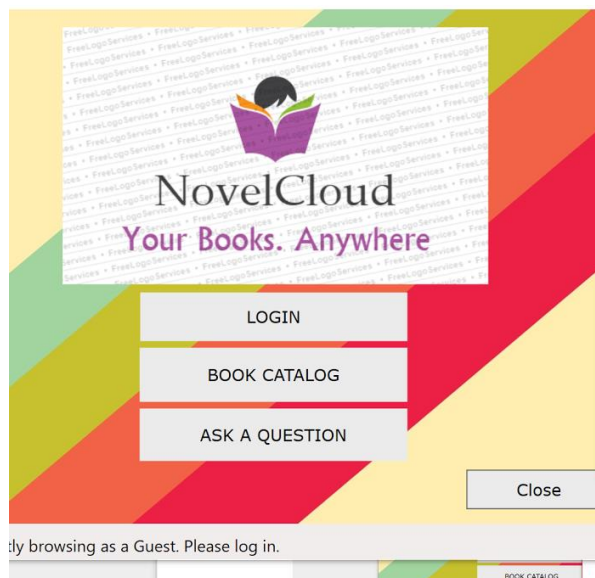 NovelCloud
Your Books. Anywhere
LOGIN
BOOK CATALOG
ASK A QUESTION
Close
tly browsing as a Guest. Please log in.
BOOK CATALOG